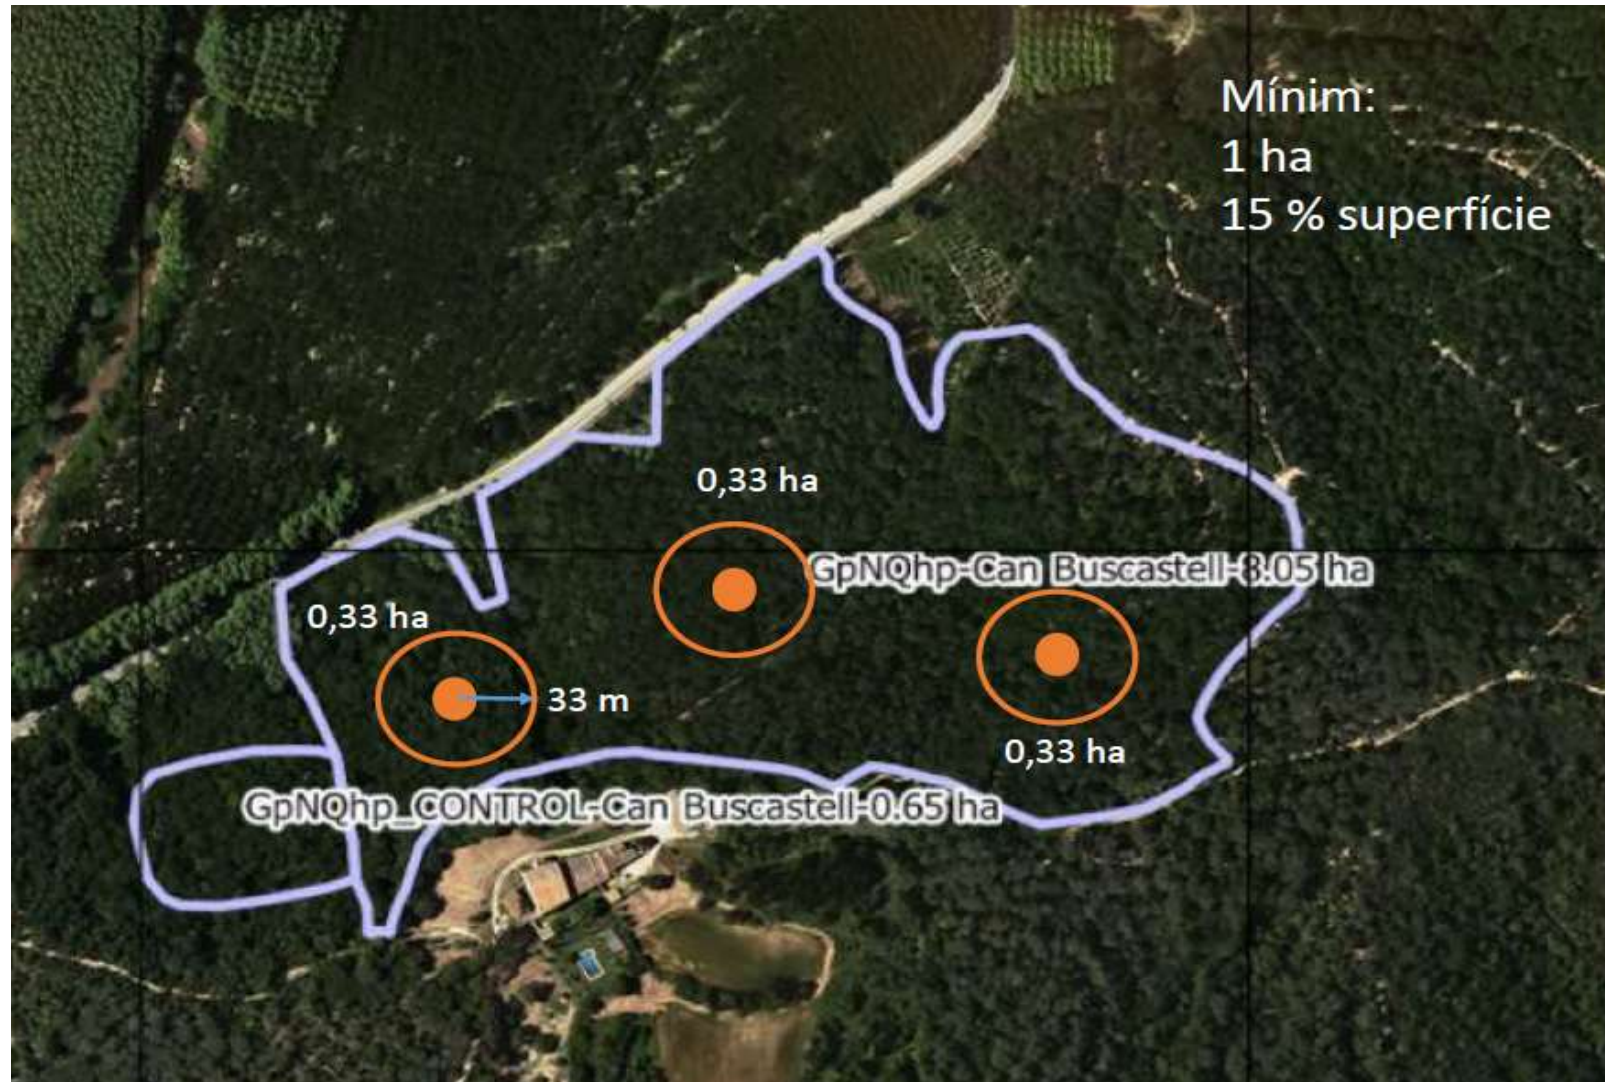 Mínim:
1 ha
15 % superfície
0,33 ha
GpNQhp-Can Buscastell-8.05 ha
0,33 ha
33 m
0,33 ha
GpNQhp_CONTROL-Can Buscastell-0.65 ha